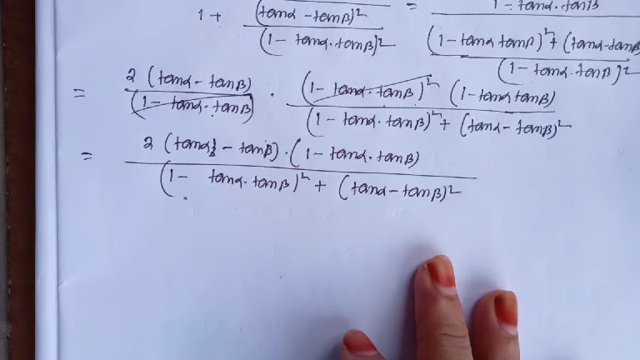 1 + (tanα - tanβ)² / (1 - tanα·tanβ)² = 1 - tanα·tanβ / (1 - tanα tanβ)² + (tanα - tanβ / (1 - tanα·tanβ)²
= 2 (tanα - tanβ) / (1 - tanα·tanβ) · (1 - tanα·tanβ)² (1 - tanα tanβ) / (1 - tanα·tanβ)² + (tanα - tanβ)²
= 2 (tanα - tanβ) · (1 - tanα·tanβ) / (1 - tanα·tanβ)² + (tanα - tanβ)²